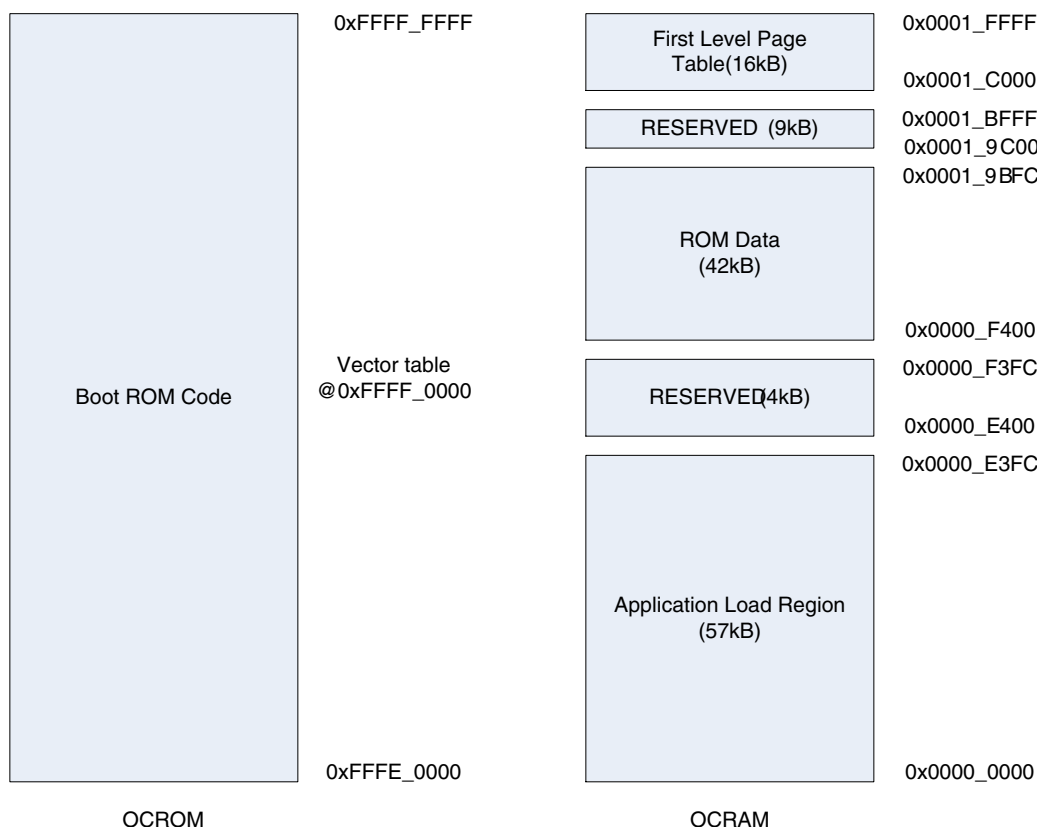 0xFFFF_FFFF
Boot ROM Code
Vector table
@0xFFFF_0000
0xFFFE_0000
OCROM
First Level Page
Table(16kB)
0x0001_FFFF
0x0001_C000
RESERVED (9kB)
0x0001_BFFF
0x0001_9C00
0x0001_9BFC
ROM Data
(42kB)
0x0000_F400
0x0000_F3FC
RESERVED(4kB)
0x0000_E400
0x0000_E3FC
Application Load Region
(57kB)
0x0000_0000
OCRAM